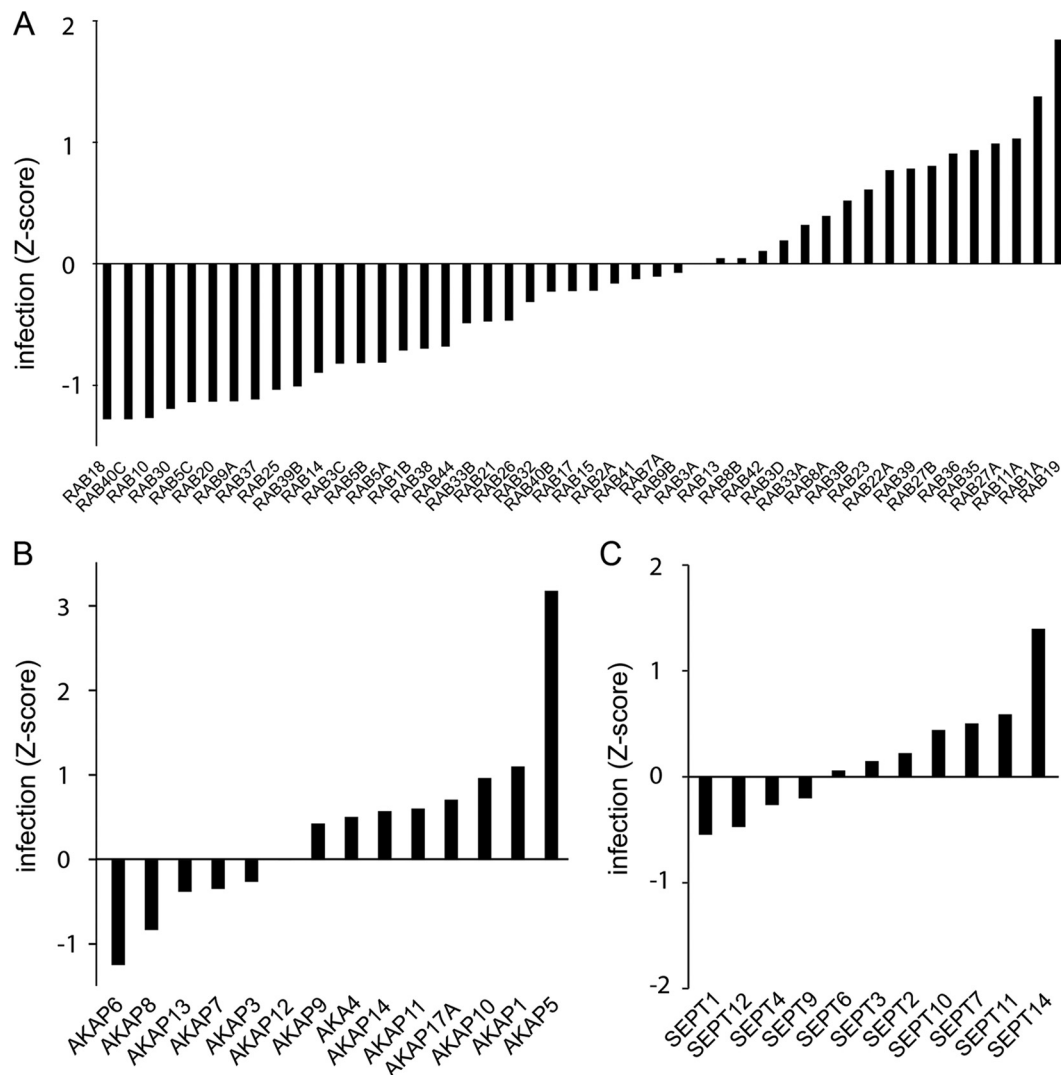 A
infection (Z-score)
2
1
0
-1
RAB18
RAB40C
RAB10
RAB30
RAB5C
RAB20
RAB9A
RAB37
RAB25
RAB39B
RAB14
RAB3C
RAB5B
RAB5A
RAB1B
RAB38
RAB44
RAB33B
RAB21
RAB26
RAB32
RAB40B
RAB17
RAB15
RAB2A
RAB41
RAB7A
RAB9B
RAB3A
RAB13
RAB8B
RAB42
RAB3D
RAB33A
RAB8A
RAB3B
RAB23
RAB22A
RAB39
RAB27B
RAB36
RAB35
RAB27A
RAB11A
RAB1A
RAB19
B
infection (Z-score)
3
2
1
0
-1
AKAP6
AKAP8
AKAP13
AKAP7
AKAP3
AKAP12
AKAP9
AKA4
AKAP14
AKAP11
AKAP17A
AKAP10
AKAP1
AKAP5
C
infection (Z-score)
2
1
0
-1
-2
SEPT1
SEPT12
SEPT4
SEPT9
SEPT6
SEPT3
SEPT2
SEPT10
SEPT7
SEPT11
SEPT14